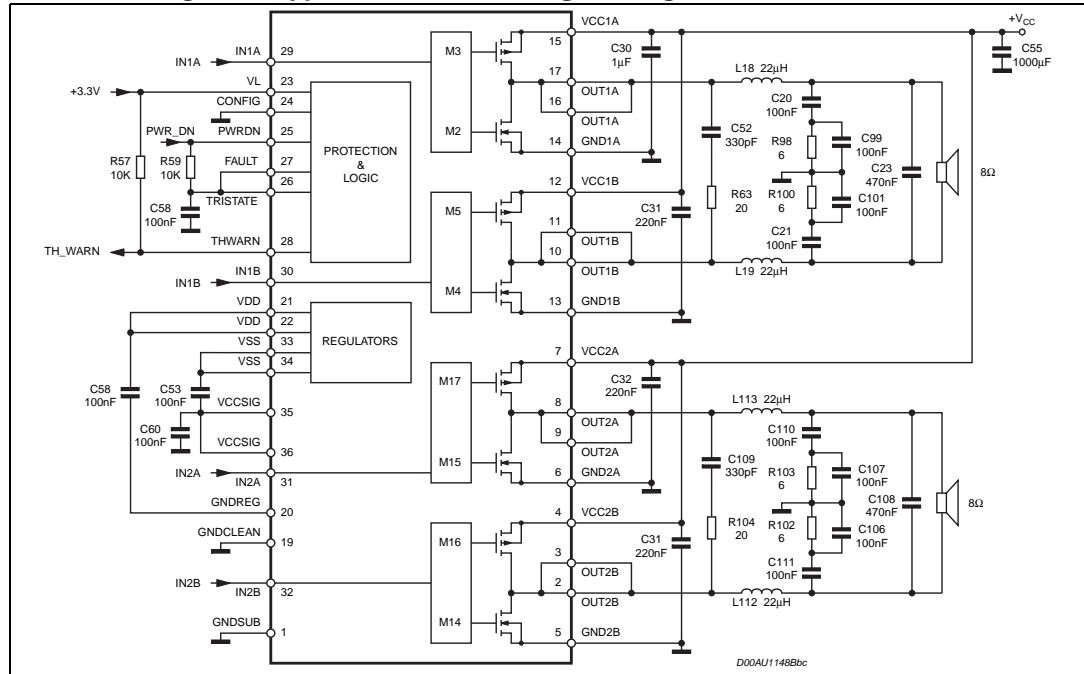 VCC1A
+VCC
15
IN1A
29
IN1A
M3
C30
1µF
C55
1000µF
17
OUT1A
16
OUT1A
L18 22µH
+3.3V
VL
23
CONFIG
24
PWR_DN
PWRDN
25
FAULT
27
26
TRISTATE
R57
10K
R59
10K
C58
100nF
PROTECTION
&
LOGIC
M2
14
GND1A
C52
330pF
C20
100nF
R98
6
C99
100nF
C23
470nF
8Ω
R63
20
R100
6
C101
100nF
C21
100nF
L19 22µH
12
VCC1B
M5
11
OUT1B
10
OUT1B
C31
220nF
TH_WARN
THWARN
28
IN1B
IN1B
30
M4
13
GND1B
VDD
21
VDD
22
VSS
33
VSS
34
REGULATORS
C58
100nF
C53
100nF
VCCSIG
35
C60
100nF
VCCSIG
36
7
VCC2A
M17
C32
220nF
8
OUT2A
9
OUT2A
L113 22µH
M15
6
GND2A
IN2A
IN2A
31
GNDREG
20
C109
330pF
C110
100nF
R103
6
C107
100nF
C108
470nF
8Ω
R104
20
R102
6
C106
100nF
C111
100nF
L112 22µH
GNDCLEAN
19
4
VCC2B
M16
C31
220nF
3
OUT2B
2
OUT2B
IN2B
IN2B
32
M14
5
GND2B
GNDSUB
1
D00AU1148Bbc